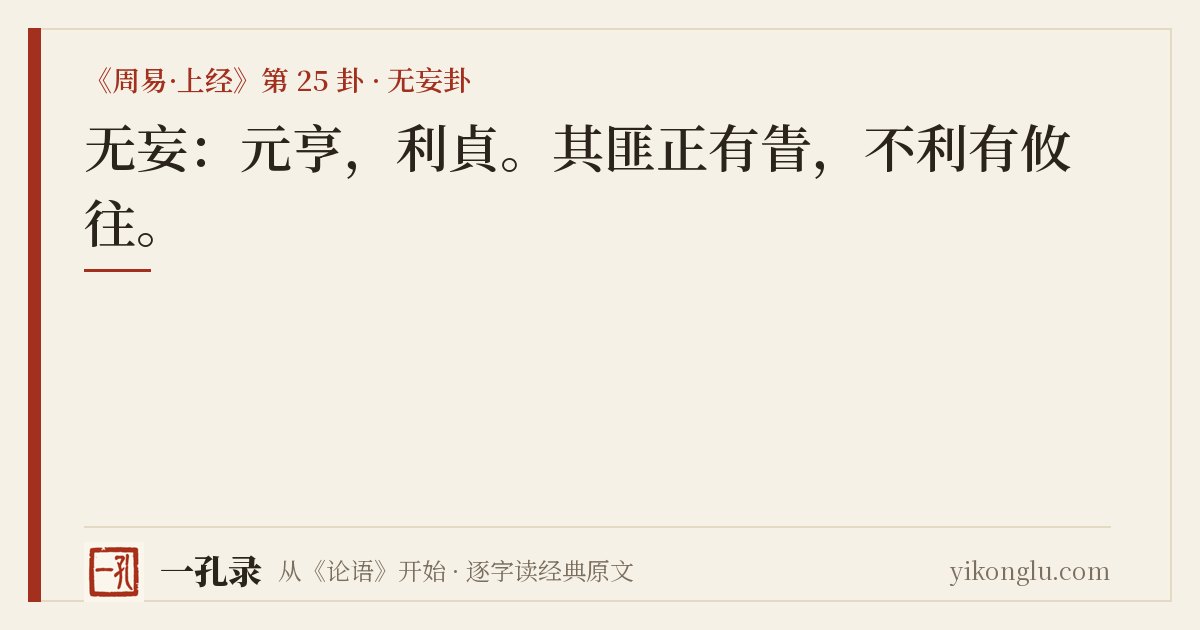 《周易·上经》第 25 卦 · 无妄卦
无妄：元亨，利貞。其匪正有眚，不利有攸
往。
一孔
一孔录 从《论语》开始 · 逐字读经典原文 yikonglu.com